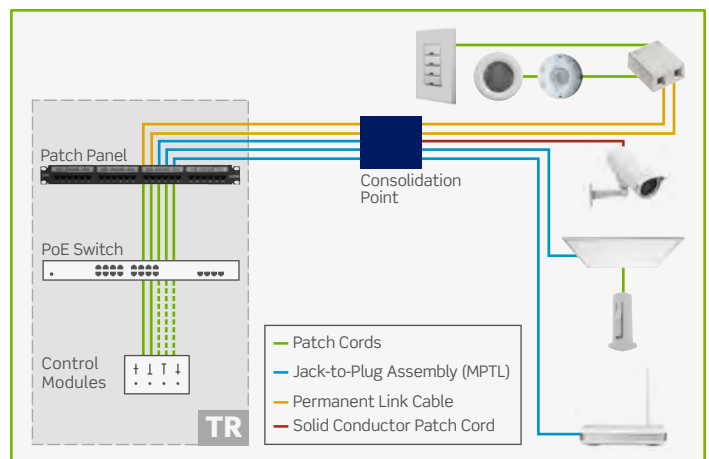 Patch Panel
Consolidation
Point
PoE Switch
Control
Modules
TR
Patch Cords
Jack-to-Plug Assembly (MPTL)
Permanent Link Cable
Solid Conductor Patch Cord